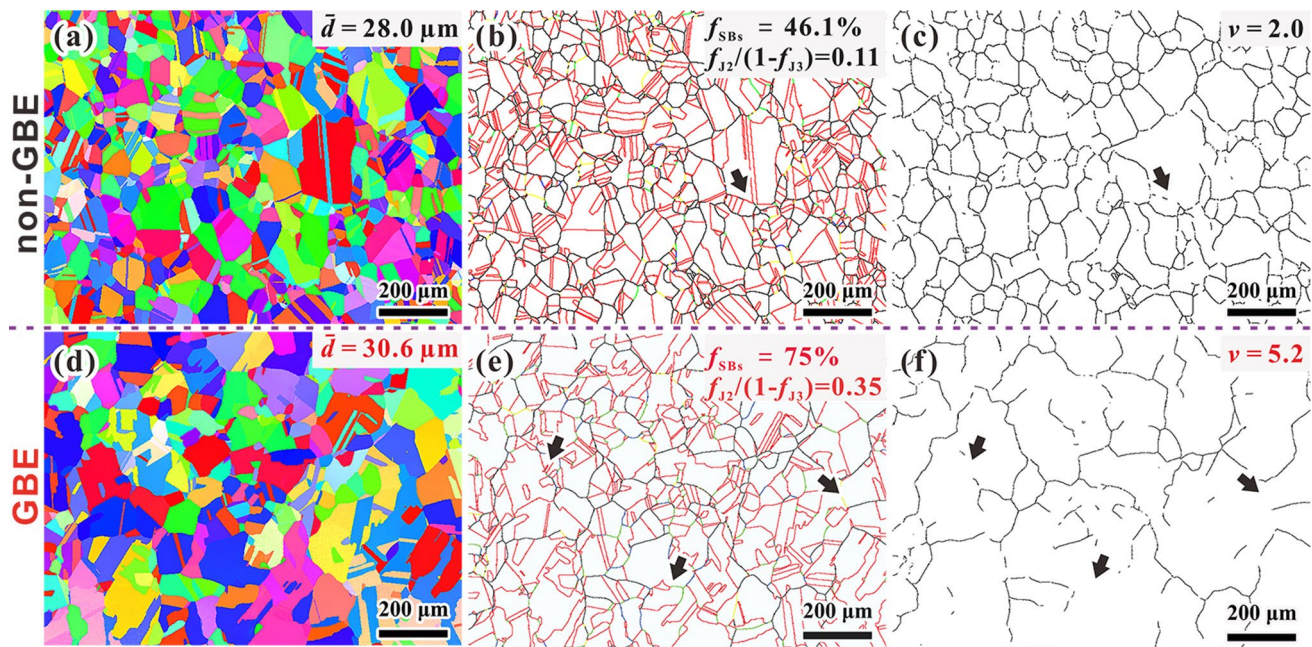 non-GBE
(a)
d̄ = 28.0 μm
200 μm
(b)
f_SBs = 46.1%
f_J2/(1-f_J3)=0.11
200 μm
(c)
v = 2.0
200 μm
GBE
(d)
d̄ = 30.6 μm
200 μm
(e)
f_SBs = 75%
f_J2/(1-f_J3)=0.35
200 μm
(f)
v = 5.2
200 μm